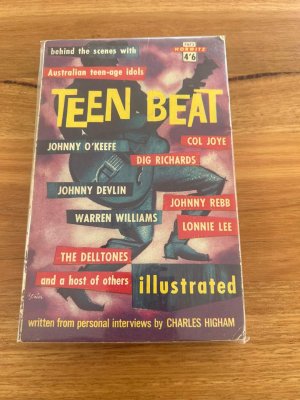 behind the scenes with
HORWITZ
4'6
Australian teen-age idols
TEEN BEAT
JOHNNY O'KEEFE
COL JOYE
DIG RICHARDS
JOHNNY DEVLIN
JOHNNY REBB
WARREN WILLIAMS
LONNIE LEE
THE DELLTONES
and a host of others
illustrated
written from personal interviews by CHARLES HIGHAM